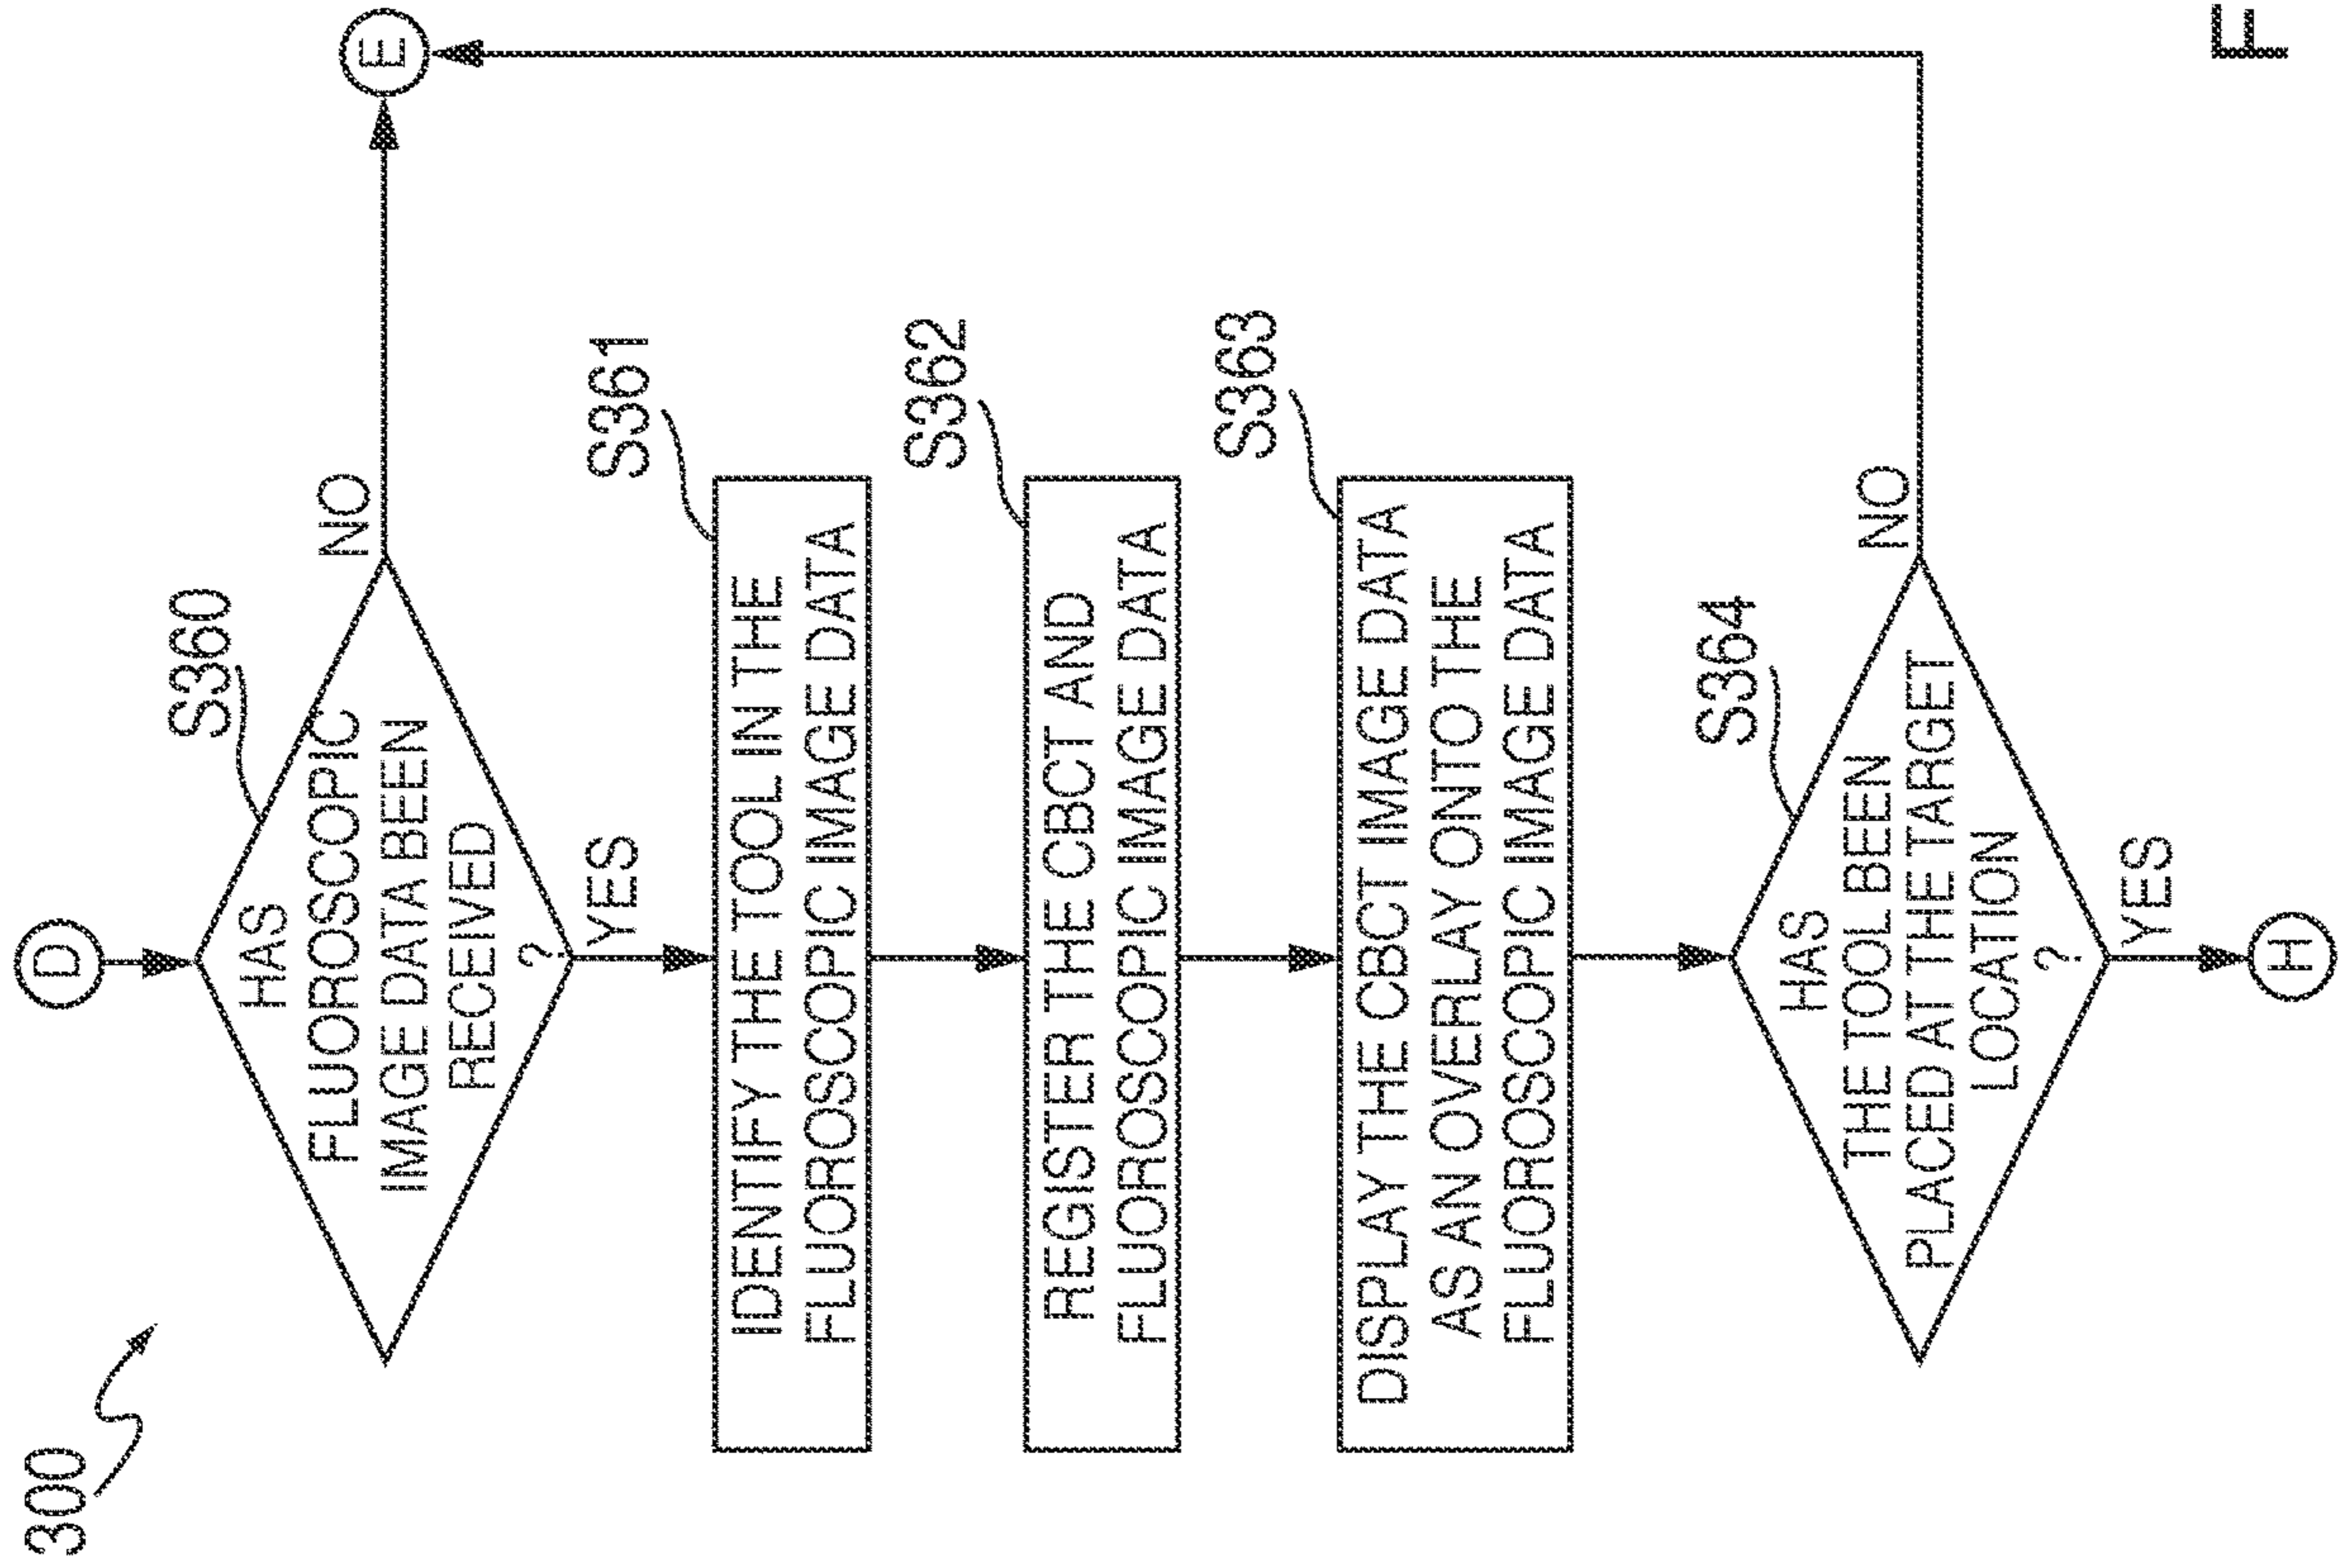 300
D
S360
HAS
FLUOROSCOPIC
IMAGE DATA BEEN
RECEIVED
?
NO
E
YES
S361
IDENTIFY THE TOOL IN THE
FLUOROSCOPIC IMAGE DATA
S362
REGISTER THE CBCT AND
FLUOROSCOPIC IMAGE DATA
S363
DISPLAY THE CBCT IMAGE DATA
AS AN OVERLAY ONTO THE
FLUOROSCOPIC IMAGE DATA
S364
HAS
THE TOOL BEEN
PLACED AT THE TARGET
LOCATION
?
NO
YES
H
F